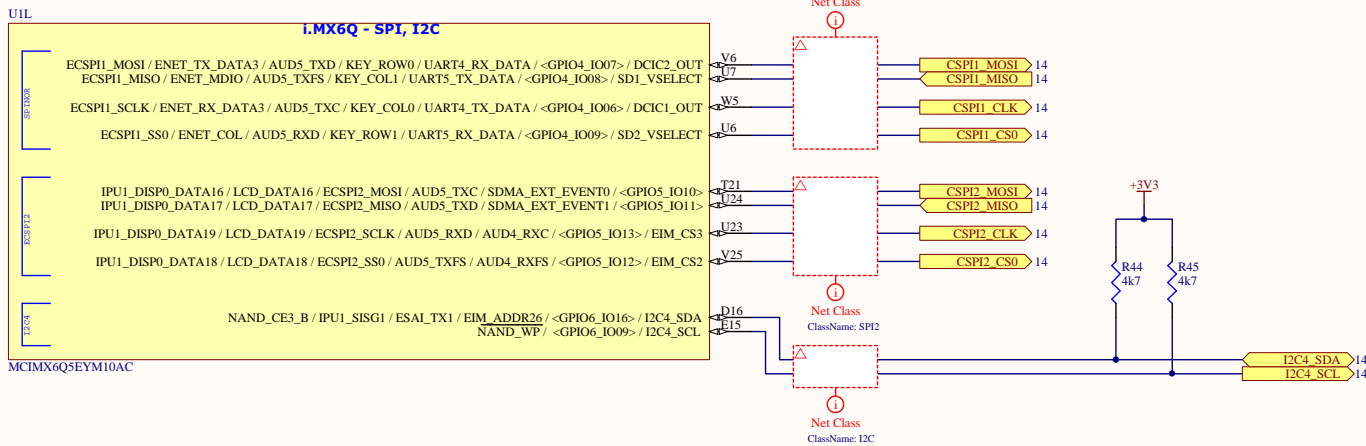 Net Class
U1L
i.MX6Q - SPI, I2C
SPINOR
ECSPI1_MOSI / ENET_TX_DATA3 / AUD5_TXD / KEY_ROW0 / UART4_RX_DATA / <GPIO4_IO07> / DCIC2_OUT V6 CSPI1_MOSI 14
ECSPI1_MISO / ENET_MDIO / AUD5_TXFS / KEY_COL1 / UART5_TX_DATA / <GPIO4_IO08> / SD1_VSELECT U7 CSPI1_MISO 14
ECSPI1_SCLK / ENET_RX_DATA3 / AUD5_TXC / KEY_COL0 / UART4_TX_DATA / <GPIO4_IO06> / DCIC1_OUT W5 CSPI1_CLK 14
ECSPI1_SS0 / ENET_COL / AUD5_RXD / KEY_ROW1 / UART5_RX_DATA / <GPIO4_IO09> / SD2_VSELECT U6 CSPI1_CS0 14
ECSPI2
IPU1_DISP0_DATA16 / LCD_DATA16 / ECSPI2_MOSI / AUD5_TXC / SDMA_EXT_EVENT0 / <GPIO5_IO10> T21 CSPI2_MOSI 14
IPU1_DISP0_DATA17 / LCD_DATA17 / ECSPI2_MISO / AUD5_TXD / SDMA_EXT_EVENT1 / <GPIO5_IO11> U24 CSPI2_MISO 14
IPU1_DISP0_DATA19 / LCD_DATA19 / ECSPI2_SCLK / AUD5_RXD / AUD4_RXC / <GPIO5_IO13> / EIM_CS3 U23 CSPI2_CLK 14
IPU1_DISP0_DATA18 / LCD_DATA18 / ECSPI2_SS0 / AUD5_TXFS / AUD4_RXFS / <GPIO5_IO12> / EIM_CS2 V25 CSPI2_CS0 14
+3V3
R44
4k7
R45
4k7
Net Class
ClassName: SPI2
I2C4
NAND_CE3_B / IPU1_SISG1 / ESAI_TX1 / EIM_ADDR26 / <GPIO6_IO16> / I2C4_SDA D16
NAND_WP / <GPIO6_IO09> / I2C4_SCL E15
I2C4_SDA 14
I2C4_SCL 14
MCIMX6Q5EYM10AC
Net Class
ClassName: I2C